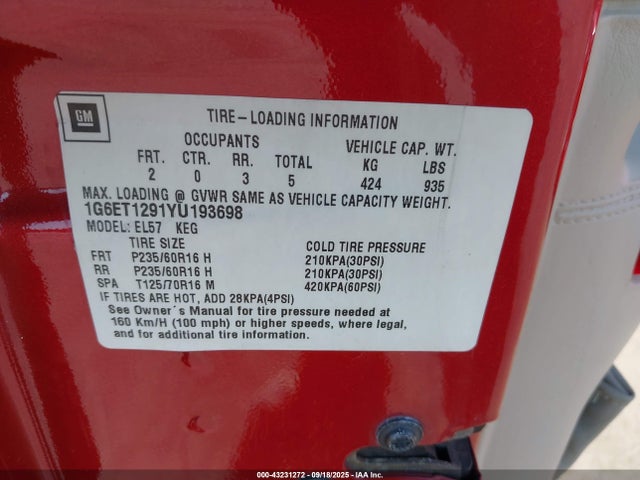 GM
TIRE-LOADING INFORMATION
OCCUPANTS VEHICLE CAP. WT.
FRT. CTR. RR. TOTAL KG LBS
2 0 3 5 424 935
MAX. LOADING @ GVWR SAME AS VEHICLE CAPACITY WEIGHT.
1G6ET1291YU193698
MODEL: EL57 KEG
TIRE SIZE COLD TIRE PRESSURE
FRT P235/60R16 H 210KPA(30PSI)
RR P235/60R16 H 210KPA(30PSI)
SPA T125/70R16 M 420KPA(60PSI)
IF TIRES ARE HOT, ADD 28KPA(4PSI)
See Owner's Manual for tire pressure needed at
160 Km/H (100 mph) or higher speeds, where legal,
and for additional tire information.
00-43231272 - 09/18/2025 - IAAI, Inc.